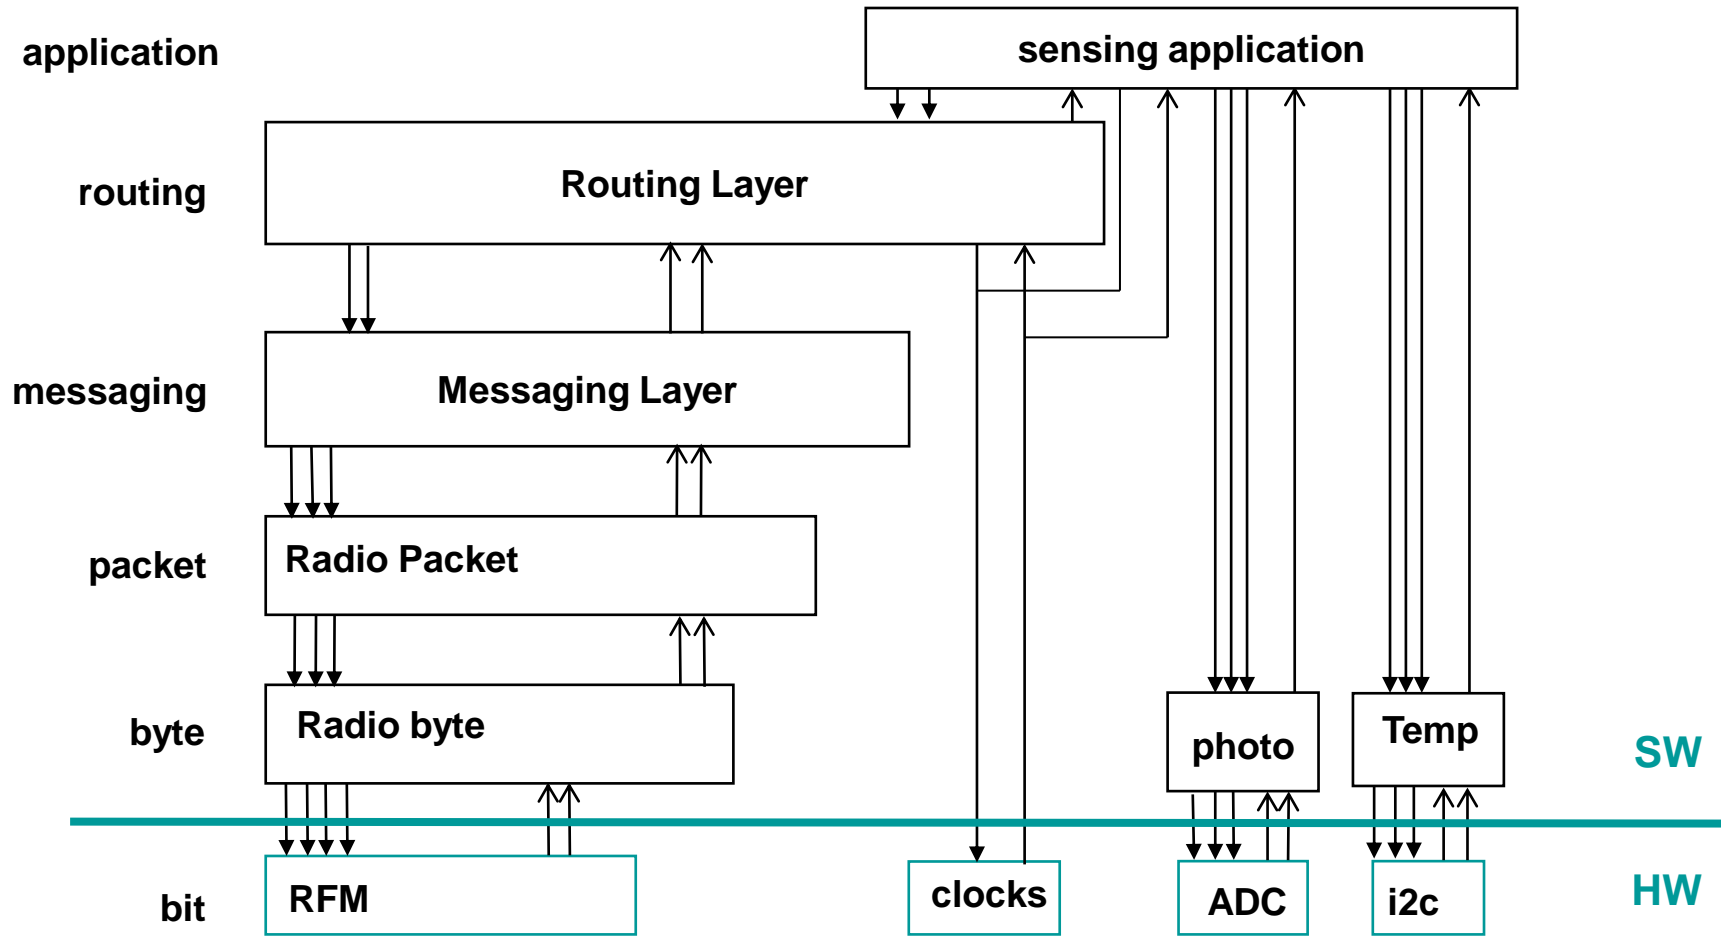 application
sensing application
routing
Routing Layer
messaging
Messaging Layer
packet
Radio Packet
byte
Radio byte
photo
Temp
SW
bit
RFM
clocks
ADC
i2c
HW